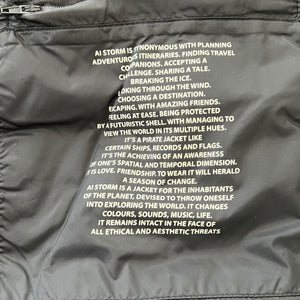 AI STORM IS SYNONYMOUS WITH PLANNING
ADVENTUROUS ITINERARIES. FINDING TRAVEL
COMPANIONS. ACCEPTING A
CHALLENGE. SHARING A TALE.
BREAKING THE ICE.
LOOKING THROUGH THE WIND.
CHOOSING A DESTINATION.
ESCAPING. WITH AMAZING FRIENDS.
FEELING AT EASE. BEING PROTECTED
BY A FUTURISTIC SHELL. WITH MANAGING TO
VIEW THE WORLD IN ITS MULTIPLE HUES.
IT'S A PIRATE JACKET LIKE
CERTAIN SHIPS, RECORDS AND FLAGS.
IT'S THE ACHIEVING OF AN AWARENESS
OF ONE'S SPATIAL AND TEMPORAL DIMENSION.
IT IS LOVE. FRIENDSHIP. TO WEAR IT WILL HERALD
A SEASON OF CHANGE.
AI STORM IS A JACKET FOR THE INHABITANTS
OF THE PLANET, DEVISED TO THROW ONESELF
INTO EXPLORING THE WORLD. IT CHANGES
COLOURS, SOUNDS, MUSIC, LIFE.
IT REMAINS INTACT IN THE FACE OF
ALL ETHICAL AND AESTHETIC THREATS